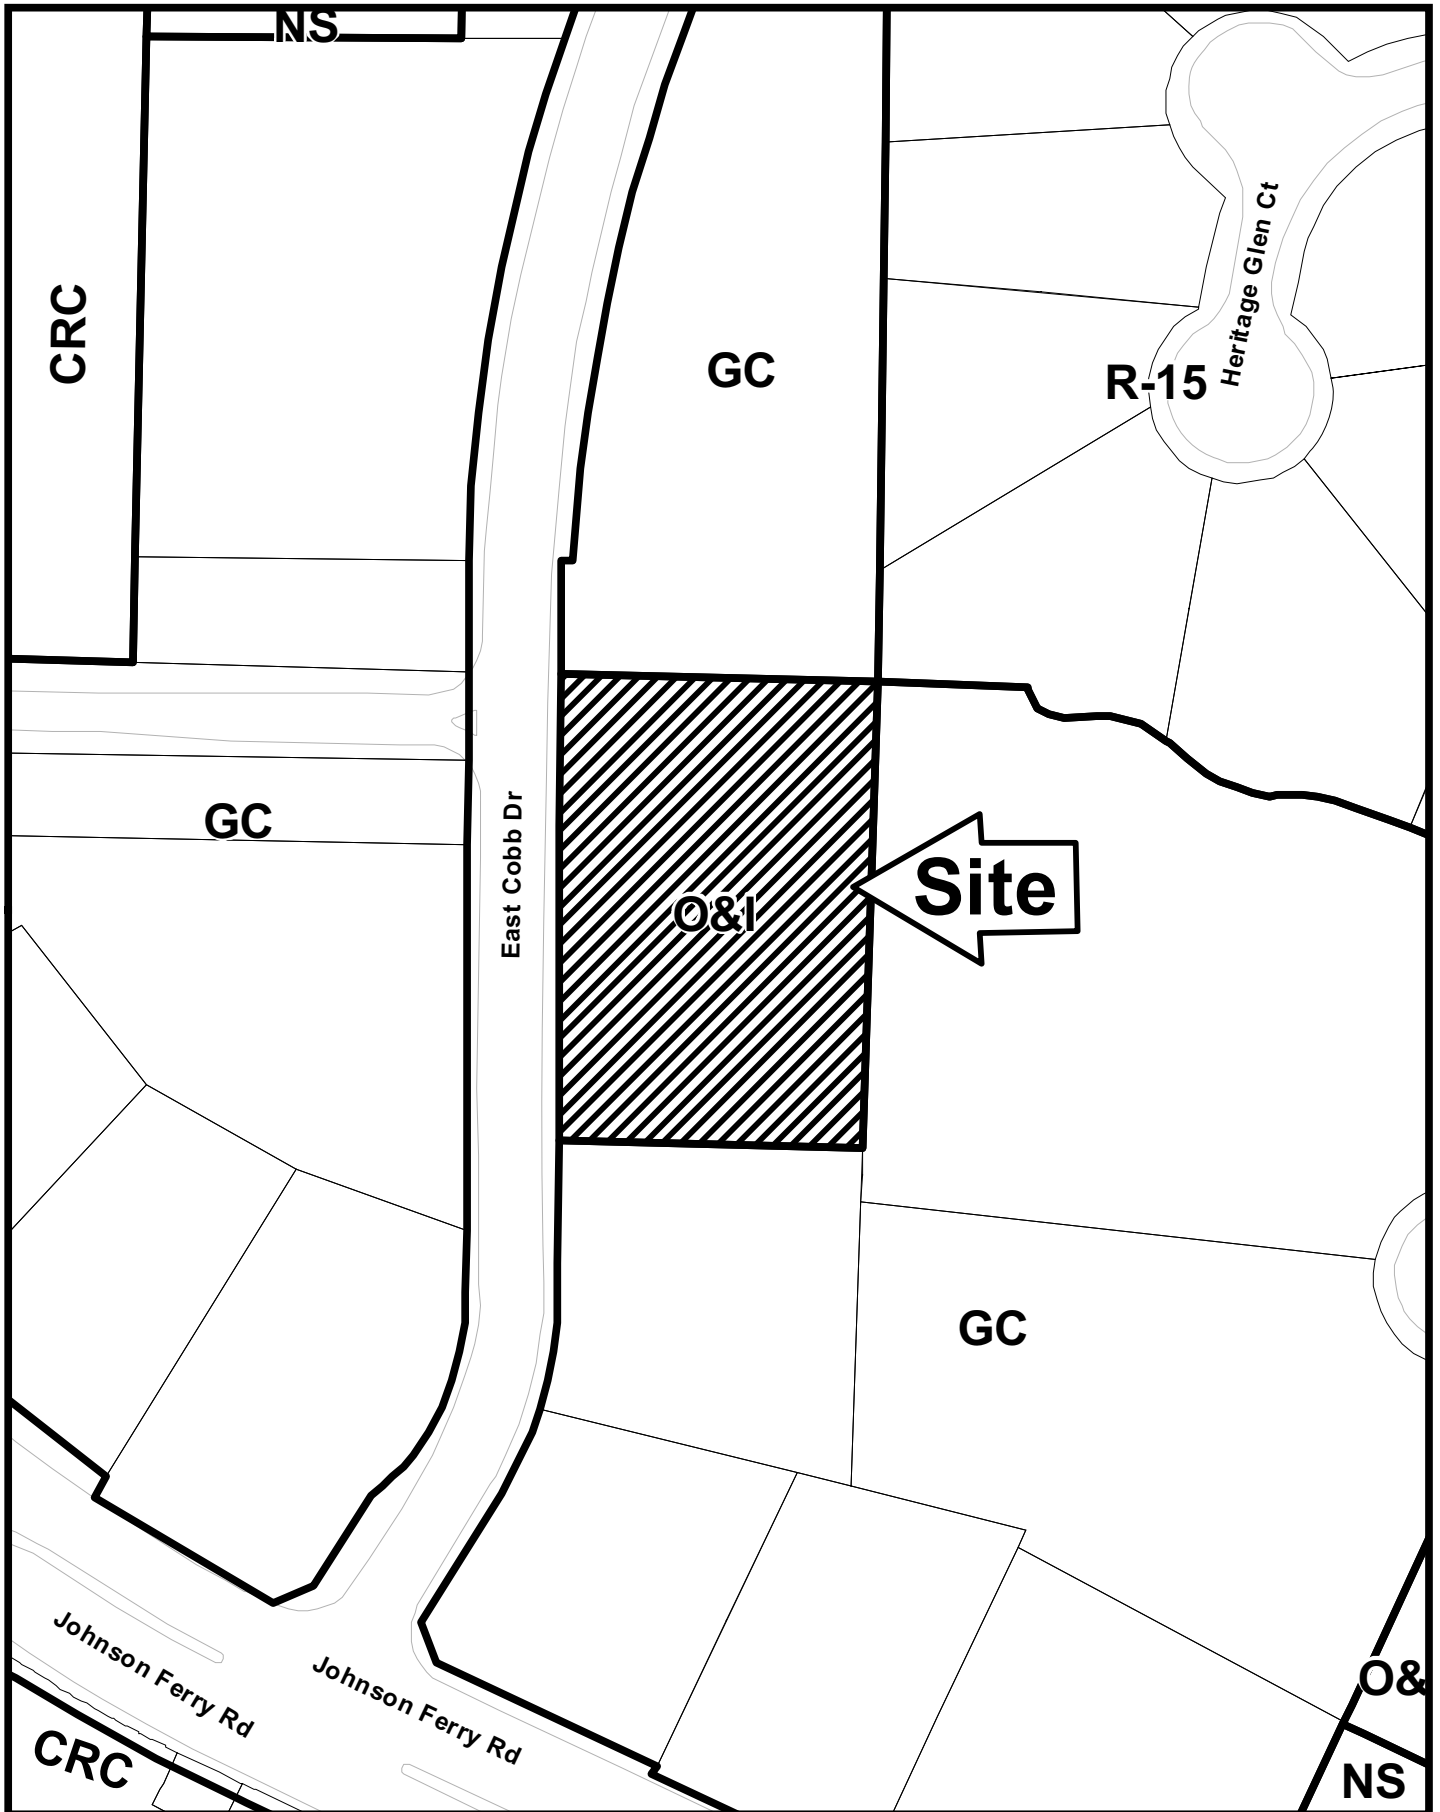 NS
CRC
GC
R-15
Heritage Glen Ct
GC
East Cobb Dr
O&I
Site
GC
Johnson Ferry Rd
Johnson Ferry Rd
CRC
O&
NS